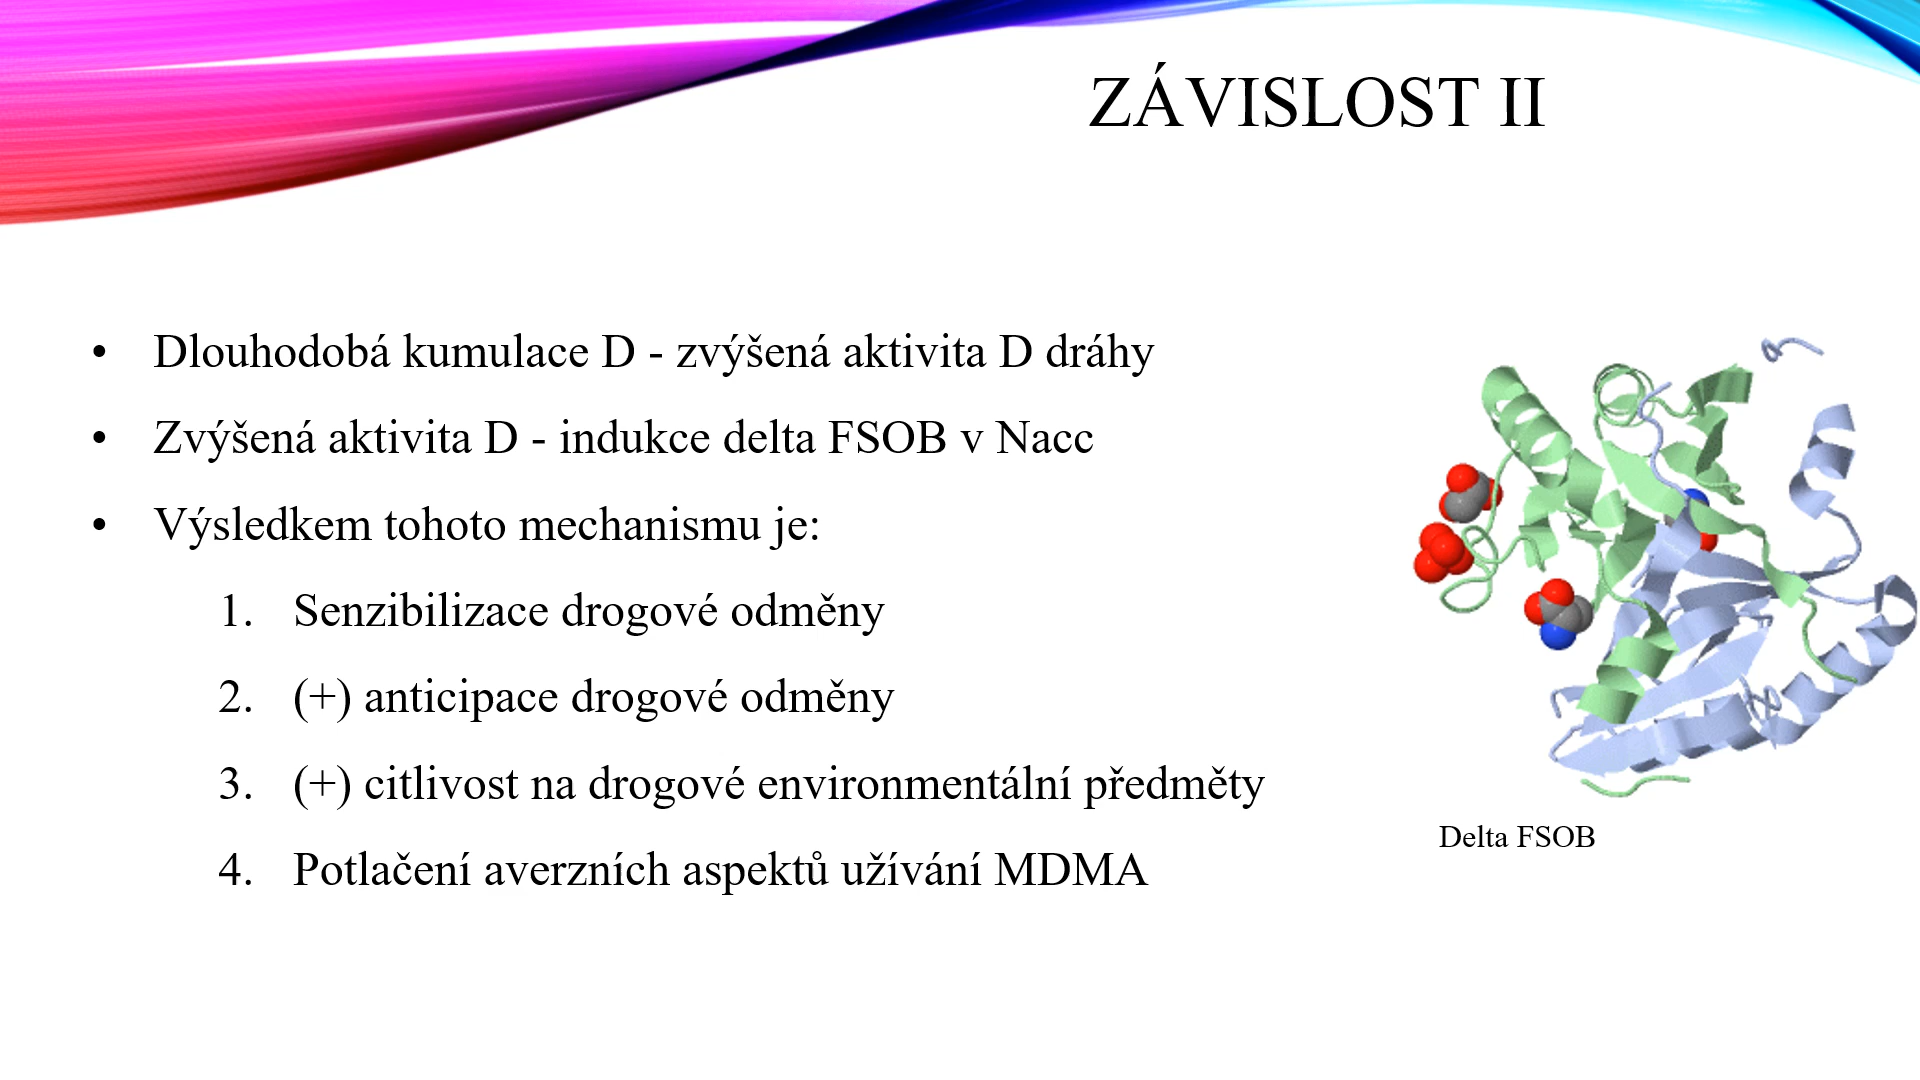 ZÁVISLOST II
• Dlouhodobá kumulace D - zvýšená aktivita D dráhy
• Zvýšená aktivita D - indukce delta FSOB v Nacc
• Výsledkem tohoto mechanismu je:
1. Senzibilizace drogové odměny
2. (+) anticipace drogové odměny
3. (+) citlivost na drogové environmentální předměty
4. Potlačení averzních aspektů užívání MDMA
Delta FSOB